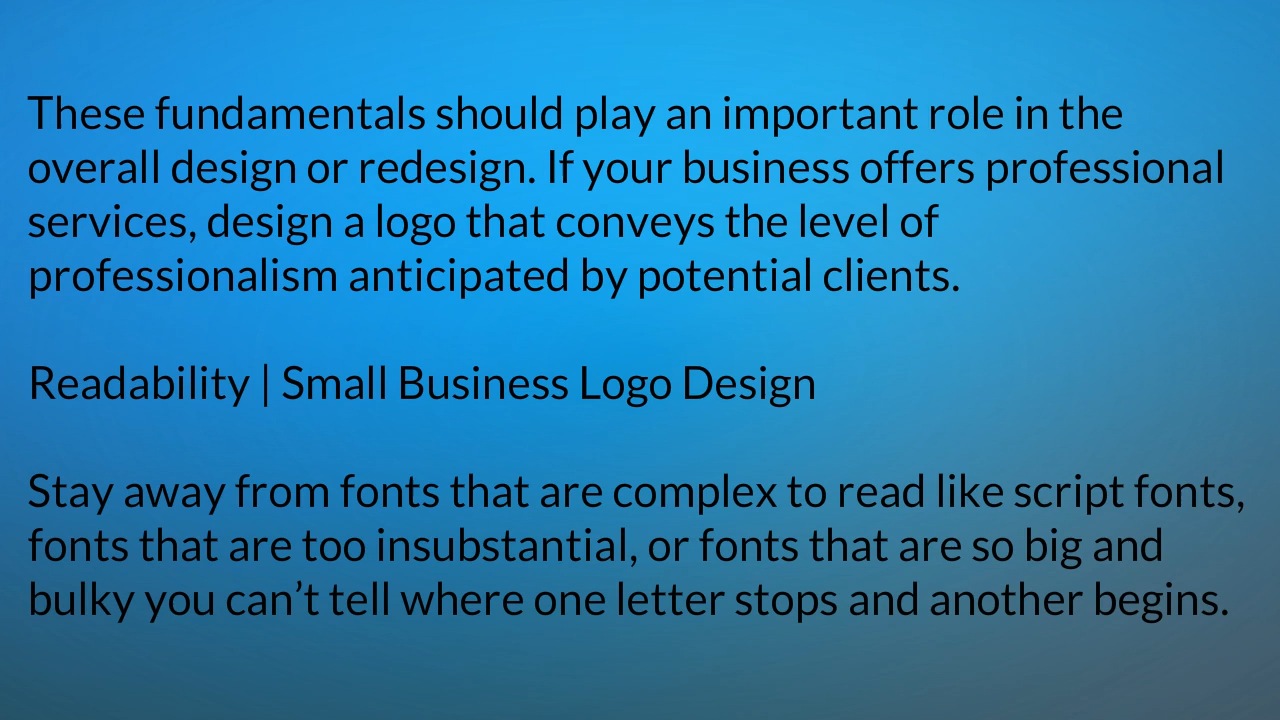 These fundamentals should play an important role in the
overall design or redesign. If your business offers professional
services, design a logo that conveys the level of
professionalism anticipated by potential clients.
Readability | Small Business Logo Design
Stay away from fonts that are complex to read like script fonts,
fonts that are too insubstantial, or fonts that are so big and
bulky you can’t tell where one letter stops and another begins.